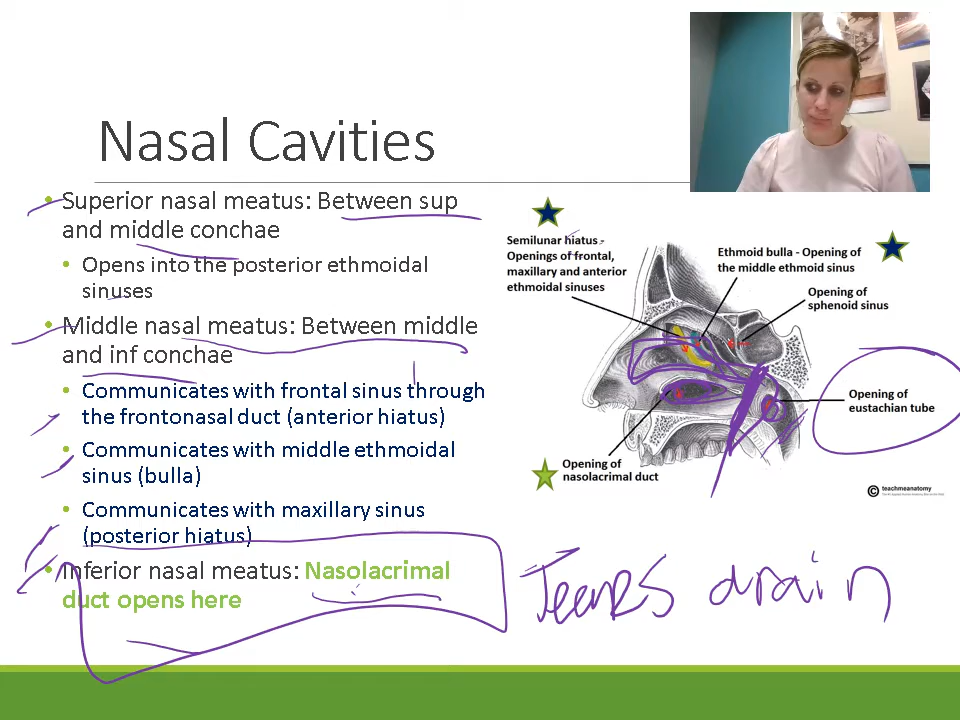 Nasal Cavities
Superior nasal meatus: Between sup
and middle conchae
Opens into the posterior ethmoidal
sinuses
Middle nasal meatus: Between middle
and inf conchae
Communicates with frontal sinus through
the frontonasal duct (anterior hiatus)
Communicates with middle ethmoidal
sinus (bulla)
Communicates with maxillary sinus
(posterior hiatus)
Inferior nasal meatus: Nasolacrimal
duct opens here
Semilunar hiatus -
Openings of frontal,
maxillary and anterior
ethmoidal sinuses
Ethmoid bulla - Opening of
the middle ethmoid sinus
Opening of
sphenoid sinus
Opening of
eustachian tube
Opening of
nasolacrimal duct
© teachmeanatomy
Tears drain